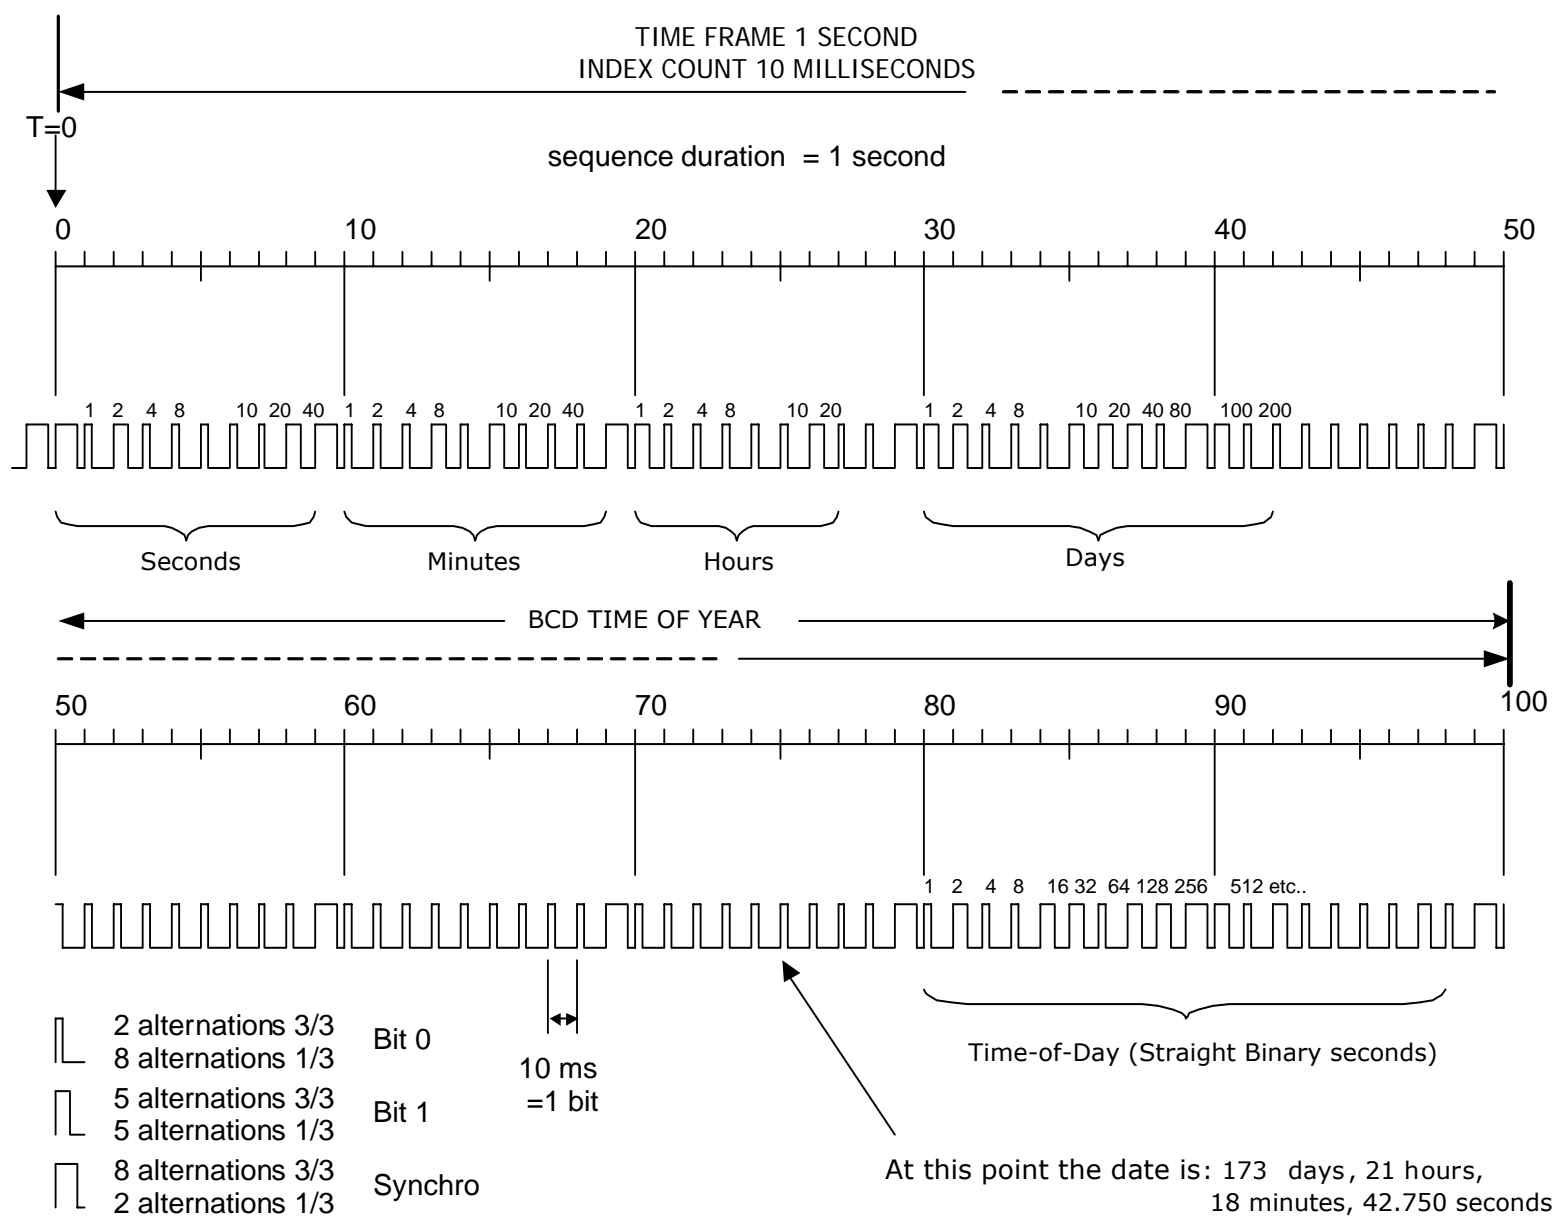 TIME FRAME 1 SECOND
INDEX COUNT 10 MILLISECONDS
T=0
sequence duration = 1 second
0 10 20 30 40 50
1 2 4 8 10 20 40 1 2 4 8 10 20 40 1 2 4 8 10 20 1 2 4 8 10 20 40 80 100 200
Seconds Minutes Hours Days
BCD TIME OF YEAR
50 60 70 80 90 100
1 2 4 8 16 32 64 128 256 512 etc..
2 alternations 3/3
8 alternations 1/3
Bit 0
5 alternations 3/3
5 alternations 1/3
Bit 1
8 alternations 3/3
2 alternations 1/3
Synchro
10 ms
=1 bit
Time-of-Day (Straight Binary seconds)
At this point the date is: 173 days, 21 hours,
18 minutes, 42.750 seconds